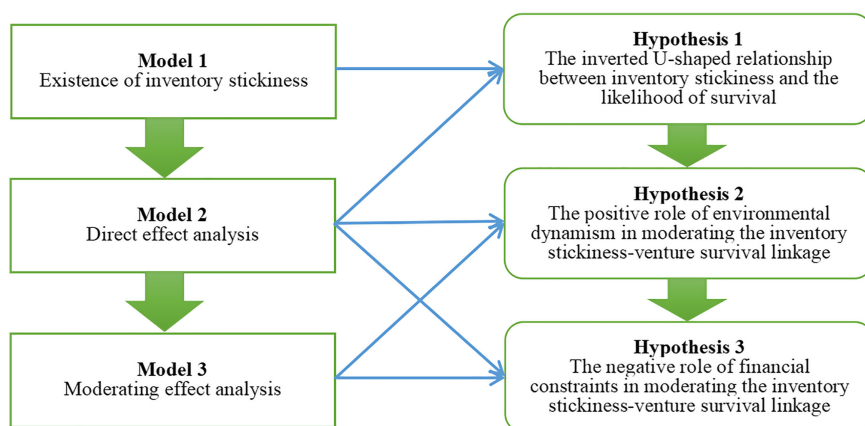 Model 1
Existence of inventory stickiness
Model 2
Direct effect analysis
Model 3
Moderating effect analysis
Hypothesis 1
The inverted U-shaped relationship
between inventory stickiness and the
likelihood of survival
Hypothesis 2
The positive role of environmental
dynamism in moderating the inventory
stickiness-venture survival linkage
Hypothesis 3
The negative role of financial
constraints in moderating the inventory
stickiness-venture survival linkage